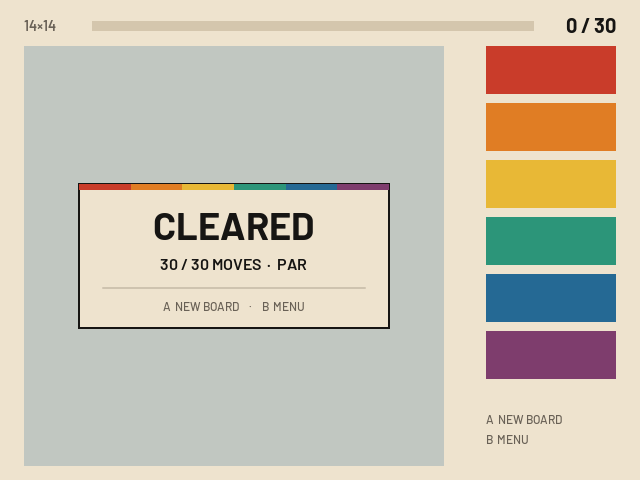 14×14
0 / 30
CLEARED
30 / 30 MOVES · PAR
A NEW BOARD · B MENU
A NEW BOARD
B MENU